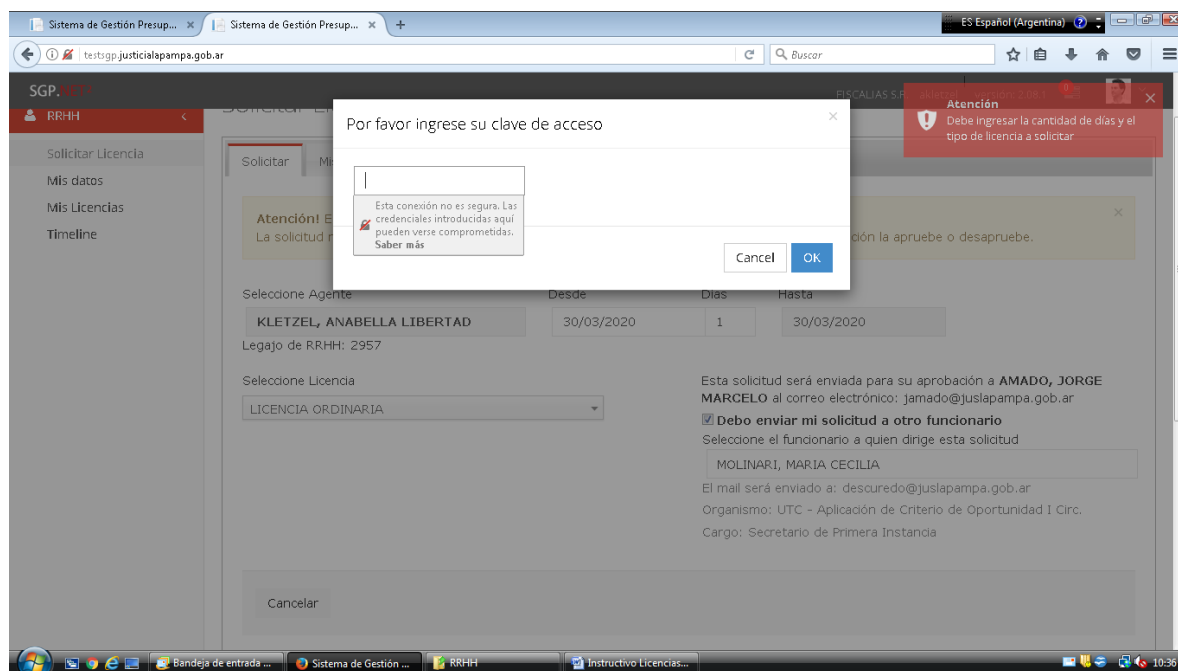 Sistema de Gestión Presup...
Sistema de Gestión Presup...
ES Español (Argentina)
testsgp.justicialapampa.gob.ar
Buscar
SGP.
FISCALIAS S.R
RRHH
Atención
Debe ingresar la cantidad de días y el
tipo de licencia a solicitar
Por favor ingrese su clave de acceso
Solicitar Licencia
Mis datos
Mis Licencias
Timeline
Solicitar
Esta conexión no es segura. Las
credenciales introducidas aquí
pueden verse comprometidas.
Saber más
Atención! E
La solicitud r
ción la apruebe o desapruebe.
Cancel
OK
Seleccione Agente
Desde
Dias
Hasta
KLETZEL, ANABELLA LIBERTAD
30/03/2020
1
30/03/2020
Legajo de RRHH: 2957
Seleccione Licencia
LICENCIA ORDINARIA
Esta solicitud será enviada para su aprobación a AMADO, JORGE
MARCELO al correo electrónico: jamado@juslapampa.gob.ar
Debo enviar mi solicitud a otro funcionario
Seleccione el funcionario a quien dirige esta solicitud
MOLINARI, MARIA CECILIA
El mail será enviado a: descuredo@juslapampa.gob.ar
Organismo: UTC - Aplicación de Criterio de Oportunidad I Circ.
Cargo: Secretario de Primera Instancia
Cancelar
Bandeja de entrada ...
Sistema de Gestión ...
RRHH
Instructivo Licencias...
10:36